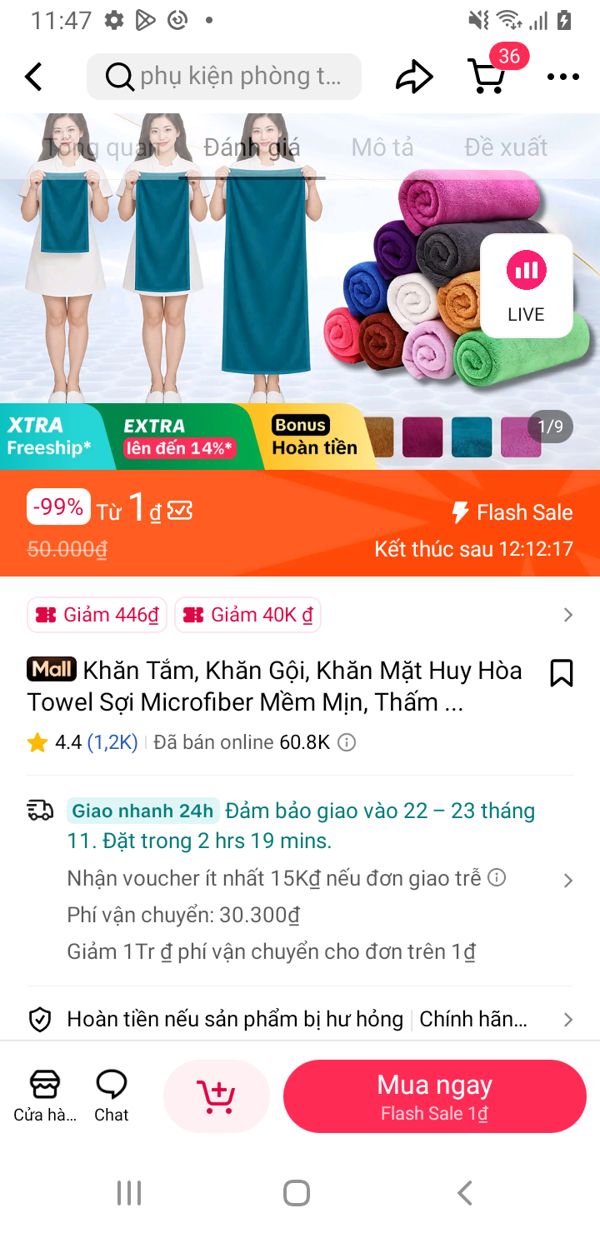 11:47
36
phụ kiện phòng t...
Tổng quan Đánh giá Mô tả Đề xuất
LIVE
XTRA
Freeship*
EXTRA
lên đến 14%*
Bonus
Hoàn tiền
1/9
-99% Từ 1₫
Flash Sale
50.000₫
Kết thúc sau 12:12:17
Giảm 446₫ Giảm 40K ₫
Mall Khăn Tắm, Khăn Gội, Khăn Mặt Huy Hòa
Towel Sợi Microfiber Mềm Mịn, Thấm ...
4.4 (1,2K) Đã bán online 60.8K
Giao nhanh 24h Đảm bảo giao vào 22 – 23 tháng
11. Đặt trong 2 hrs 19 mins.
Nhận voucher ít nhất 15K₫ nếu đơn giao trễ
Phí vận chuyển: 30.300₫
Giảm 1Tr ₫ phí vận chuyển cho đơn trên 1₫
Hoàn tiền nếu sản phẩm bị hư hỏng Chính hãn...
Cửa hà... Chat
Mua ngay
Flash Sale 1₫